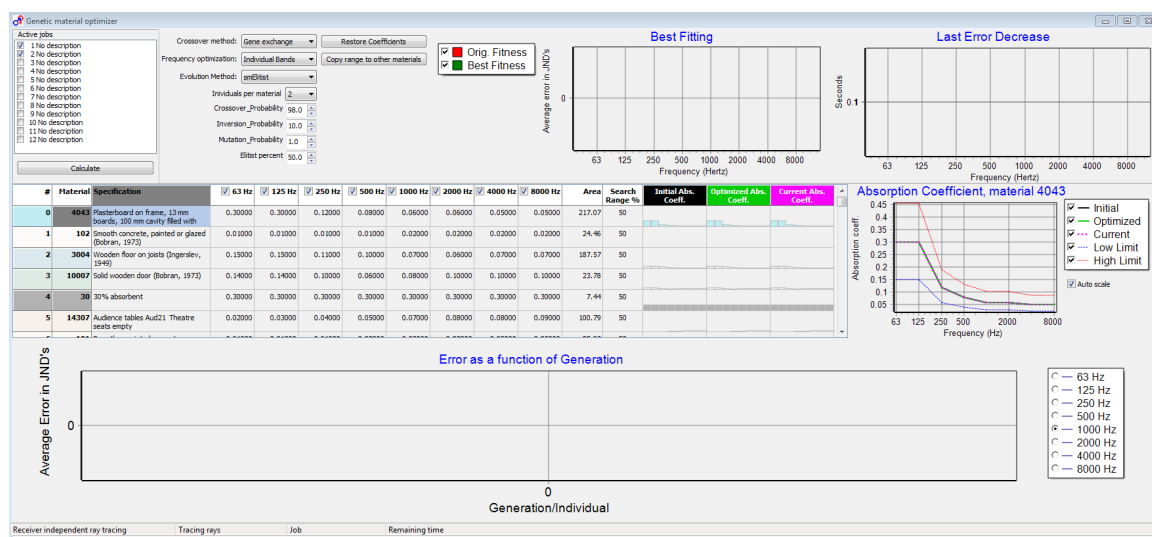 Genetic material optimizer
Active jobs
1 No description
2 No description
3 No description
4 No description
5 No description
6 No description
7 No description
8 No description
9 No description
10 No description
11 No description
12 No description
Calculate
Crossover method: Gene exchange
Restore Coefficients
Frequency optimization: Individual Bands
Copy range to other materials
Evolution Method: smElitist
Inividuals per material 2
Crossover_Probability 98.0
Inversion_Probability 10.0
Mutation_Probability 1.0
Elitist percent 50.0
Orig. Fitness
Best Fitness
Best Fitting
Average error in JND's
0
63 125 250 500 1000 2000 4000 8000
Frequency (Hertz)
Last Error Decrease
Seconds
0.1
63 125 250 500 1000 2000 4000 8000
Frequency (Hertz)
# Material Specification 63 Hz 125 Hz 250 Hz 500 Hz 1000 Hz 2000 Hz 4000 Hz 8000 Hz Area Search Range % Initial Abs. Coeff. Optimized Abs. Coeff. Current Abs. Coeff.
0 4043 Plasterboard on frame, 13 mm boards, 100 mm cavity filled with 0.30000 0.30000 0.12000 0.08000 0.06000 0.06000 0.05000 0.05000 217.07 50
1 102 Smooth concrete, painted or glazed (Bobran, 1973) 0.01000 0.01000 0.01000 0.01000 0.02000 0.02000 0.02000 0.02000 24.46 50
2 3004 Wooden floor on joists (Ingerslev, 1949) 0.15000 0.15000 0.11000 0.10000 0.07000 0.06000 0.07000 0.07000 187.57 50
3 10007 Solid wooden door (Bobran, 1973) 0.14000 0.14000 0.10000 0.06000 0.08000 0.10000 0.10000 0.10000 23.78 50
4 30 30% absorbent 0.30000 0.30000 0.30000 0.30000 0.30000 0.30000 0.30000 0.30000 7.44 50
5 14307 Audience tables Aud21 Theatre seats empty 0.02000 0.03000 0.04000 0.05000 0.07000 0.08000 0.08000 0.09000 100.79 50
Absorption Coefficient, material 4043
Absorption coeff.
0.45
0.4
0.35
0.3
0.25
0.2
0.15
0.1
0.05
63 125 250 500 2000 8000
Frequency (Hz)
Initial
Optimized
Current
Low Limit
High Limit
Auto scale
Error as a function of Generation
Average Error in JND's
0
0
Generation/Individual
63 Hz
125 Hz
250 Hz
500 Hz
1000 Hz
2000 Hz
4000 Hz
8000 Hz
Receiver independent ray tracing Tracing rays Job Remaining time